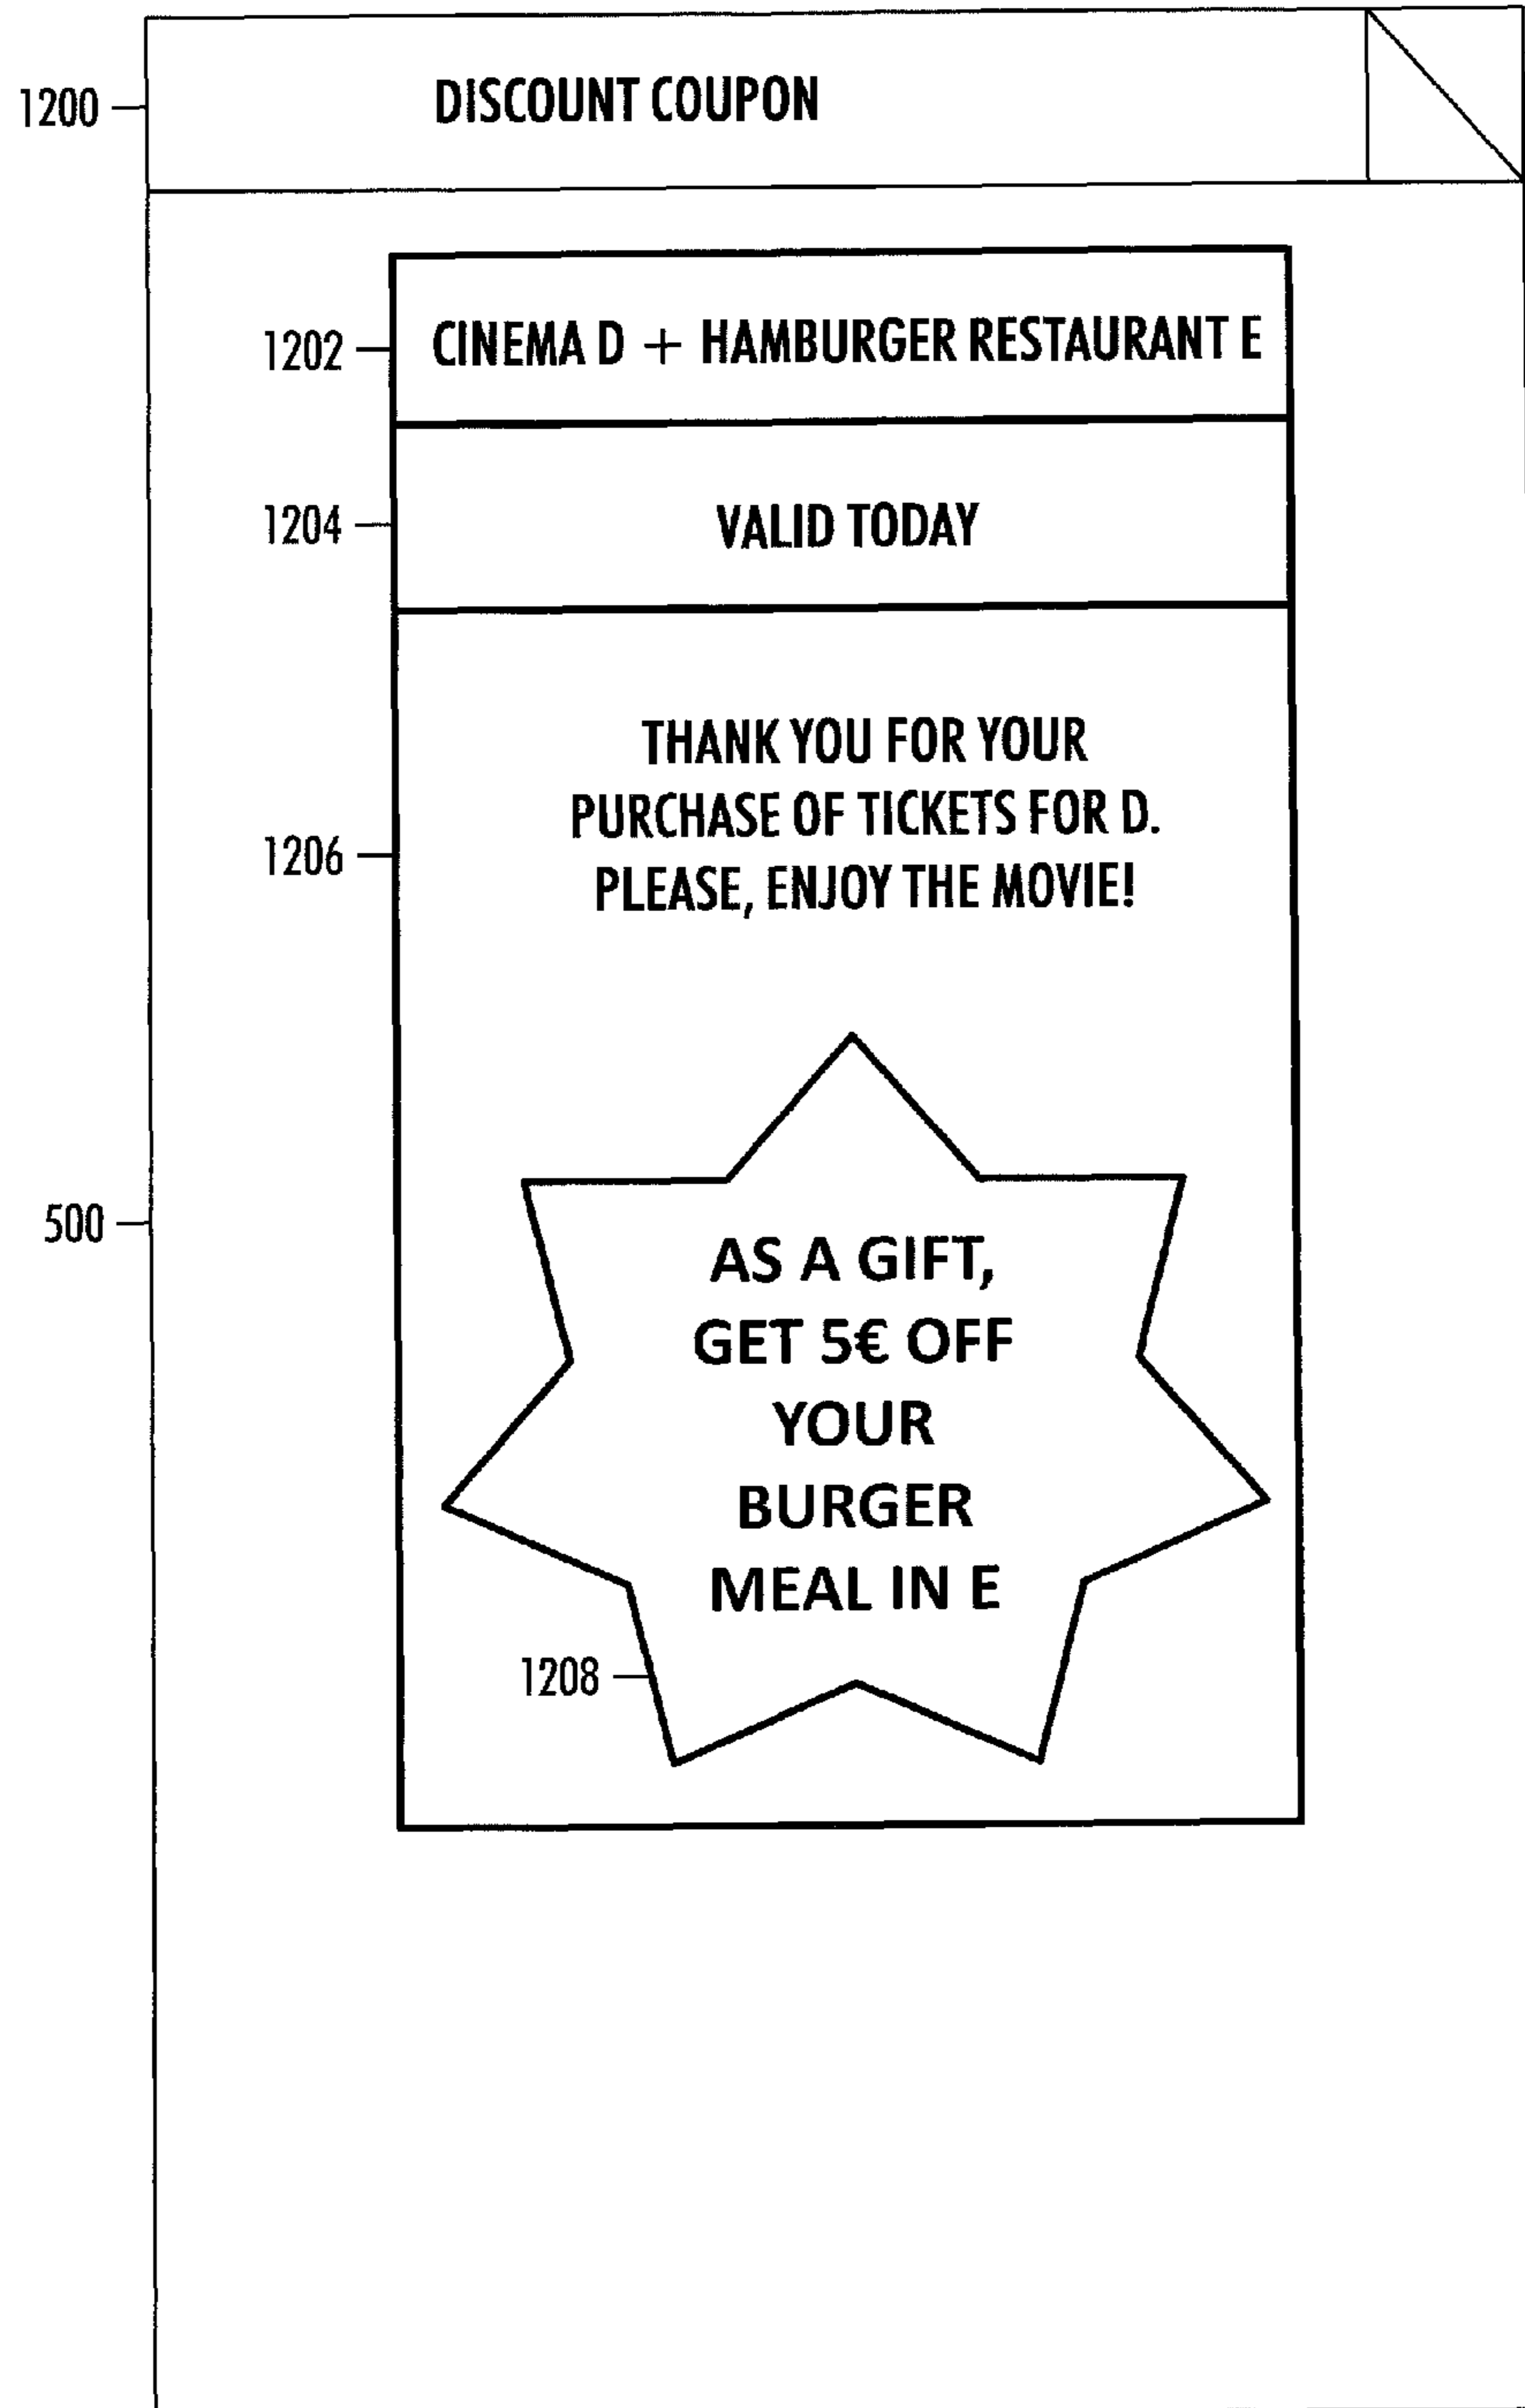 1200
DISCOUNT COUPON
1202
CINEMA D + HAMBURGER RESTAURANT E
1204
VALID TODAY
1206
THANK YOU FOR YOUR
PURCHASE OF TICKETS FOR D.
PLEASE, ENJOY THE MOVIE!
500
AS A GIFT,
GET 5€ OFF
YOUR
BURGER
MEAL IN E
1208